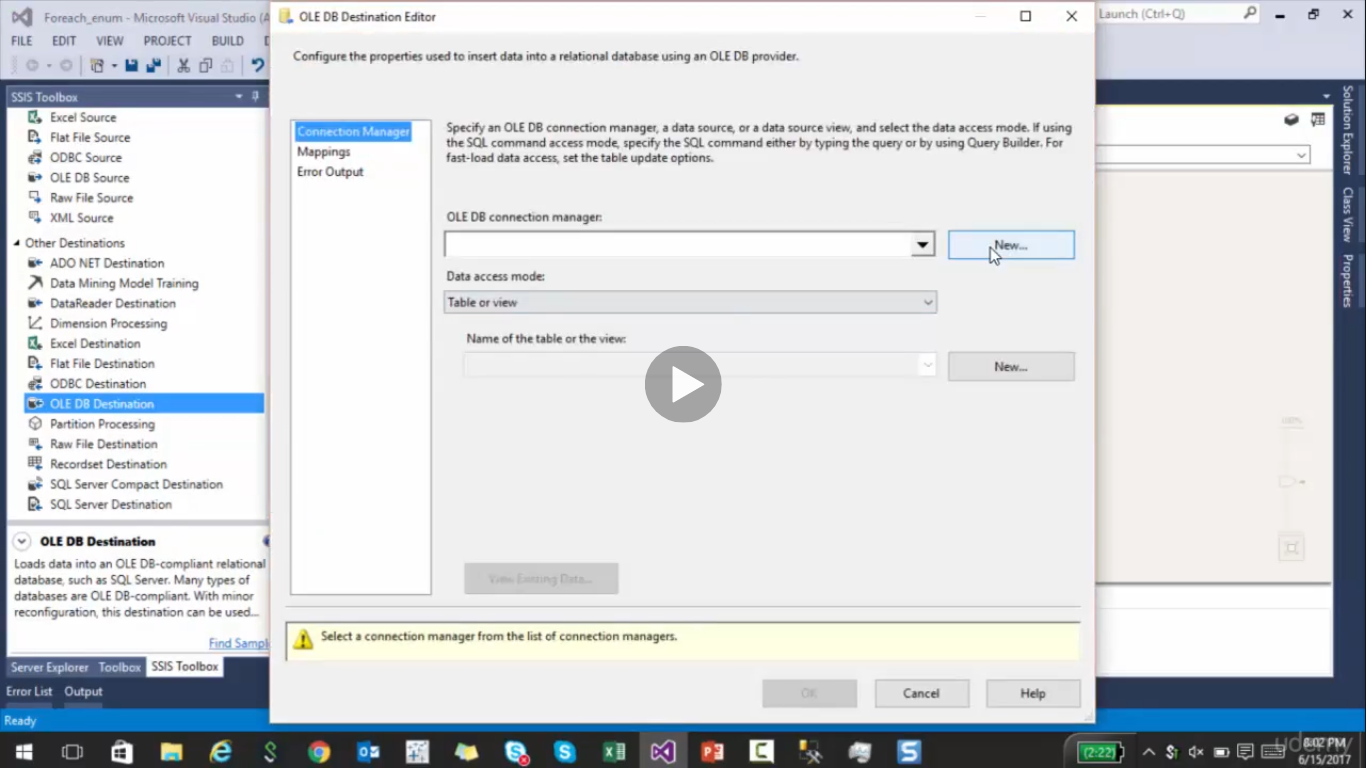 Foreach_enum - Microsoft Visual Studio (A
OLE DB Destination Editor
Launch (Ctrl+Q)
FILE EDIT VIEW PROJECT BUILD
Configure the properties used to insert data into a relational database using an OLE DB provider.
SSIS Toolbox
Excel Source
Flat File Source
ODBC Source
OLE DB Source
Raw File Source
XML Source
Other Destinations
ADO NET Destination
Data Mining Model Training
DataReader Destination
Dimension Processing
Excel Destination
Flat File Destination
ODBC Destination
OLE DB Destination
Partition Processing
Raw File Destination
Recordset Destination
SQL Server Compact Destination
SQL Server Destination
OLE DB Destination
Loads data into an OLE DB-compliant relational
database, such as SQL Server. Many types of
databases are OLE DB-compliant. With minor
reconfiguration, this destination can be used...
Find Sampl
Server Explorer Toolbox SSIS Toolbox
Error List Output
Ready
Connection Manager
Mappings
Error Output
Specify an OLE DB connection manager, a data source, or a data source view, and select the data access mode. If using
the SQL command access mode, specify the SQL command either by typing the query or by using Query Builder. For
fast-load data access, set the table update options.
OLE DB connection manager:
New...
Data access mode:
Table or view
Name of the table or the view:
New...
View Existing Data...
Select a connection manager from the list of connection managers.
OK Cancel Help
Solution Explorer
Class View
Properties
100%
(2:22)
udemy
8:02 PM
6/15/2017